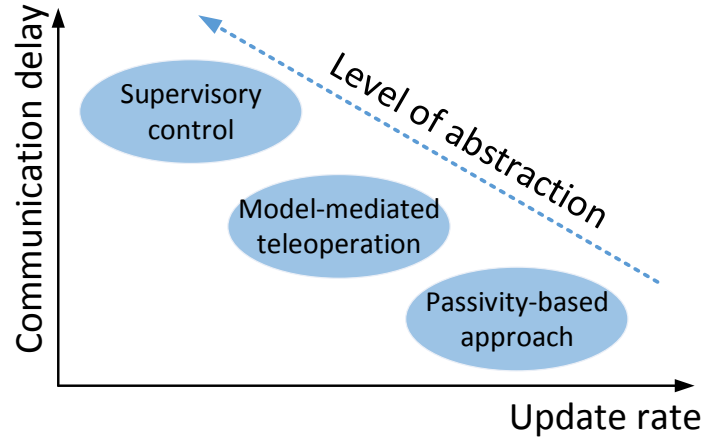 Communication delay
Supervisory
control
Level of abstraction
Model-mediated
teleoperation
Passivity-based
approach
Update rate